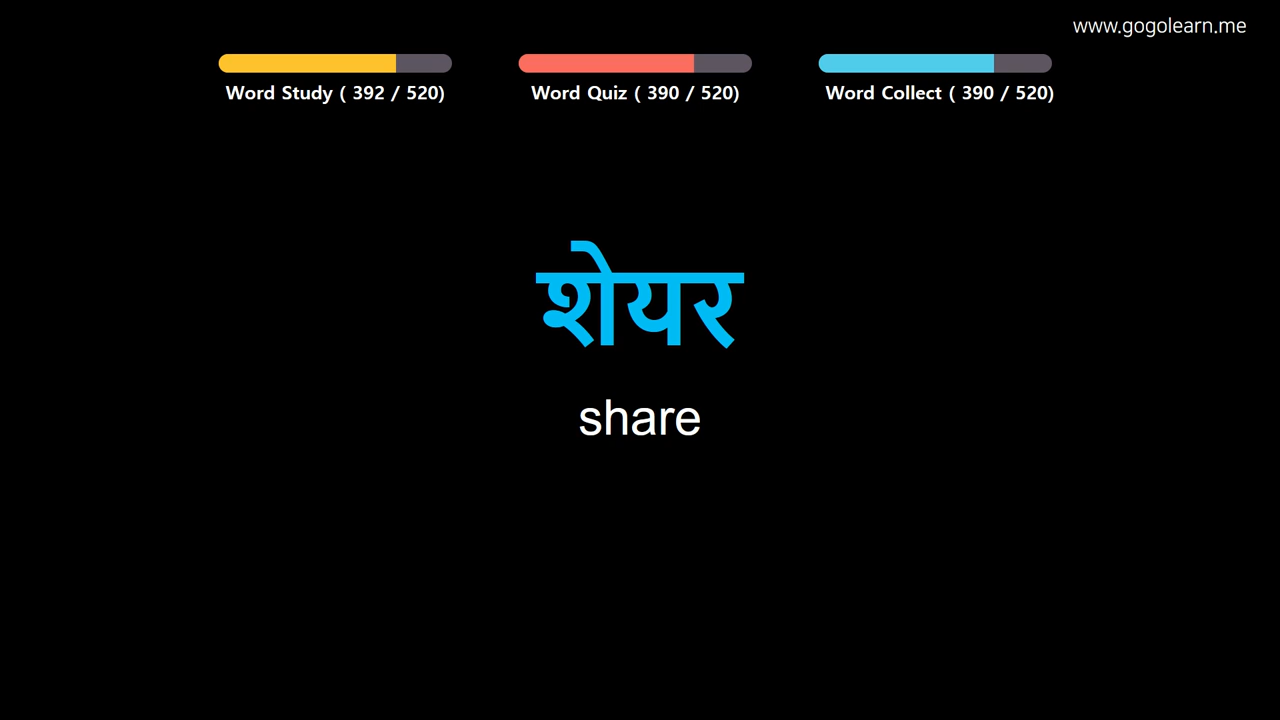 www.gogolearn.me
Word Study ( 392 / 520)
Word Quiz ( 390 / 520)
Word Collect ( 390 / 520)
शेयर
share